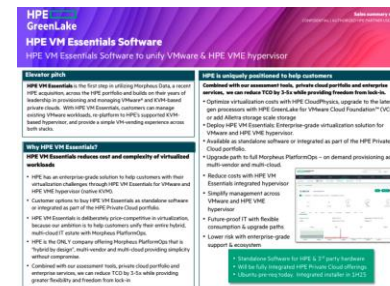 HPE
GreenLake
Sales summary
HPE VM Essentials Software
HPE VM Essentials Software to unify VMware & HPE VME hypervisor
Elevator pitch
HPE VM Essentials is the first step in utilizing Morpheus Data, a recent
HPE acquisition, across the HPE portfolio and builds on their years of
leadership in provisioning and managing VMware® and KVM-based
private clouds. With HPE VM Essentials, customers can manage
existing VMware workloads, re-platform to HPE's supported KVM-
based hypervisor, and provide a simple VM-vending experience across
both stacks.
Why HPE VM Essentials?
HPE VM Essentials reduces cost and complexity of virtualized
workloads
• HPE has an enterprise-grade solution to help customers with their
virtualization challenges through HPE VM Essentials for VMware and
HPE VME hypervisor (native KVM).
• Customer options to buy HPE VM Essentials as standalone software
or integrated as part of the HPE Private Cloud portfolio.
• HPE VM Essentials is deliberately price-competitive in virtualization,
because our ambition is to help customers unify their entire hybrid,
multi-cloud IT estate with Morpheus PlatformOps.
• HPE is the ONLY company offering Morpheus PlatformOps that is
"hybrid by design", multi-vendor and multi-cloud providing simplicity
without compromise.
• Combined with our assessment tools, private cloud portfolio and
enterprise services, we can reduce TCO by 3-5x while providing
greater flexibility and freedom from lock-in
HPE is uniquely positioned to help customers
Combined with our assessment tools, private cloud portfolio and enterprise
services, we can reduce TCO by 3-5x while providing freedom from lock-in.
• Optimize virtualization costs with HPE CloudPhysics, upgrade to the late
gen processors with HPE GreenLake for VMware Cloud Foundation™ (VC
or add Alletra storage scale storage
• Deploy HPE VM Essentials: Enterprise-grade virtualization solution for
VMware and HPE VME hypervisor
• Available as standalone software or integrated as part of the HPE Private
Cloud portfolio.
• Upgrade path to full Morpheus PlatformOps – on demand provisioning ac
multi-vendor and multi-cloud.
• Reduce costs with HPE VM
Essentials integrated hypervisor
• Simplify management across
VMware and HPE VME
hypervisor
• Future-proof IT with flexible
consumption & upgrade paths
• Lower risk with enterprise-grade
support & ecosystem
• Standalone Software for HPE & 3rd party hardware
• Will be fully integrated HPE Private Cloud offerings
• Ubuntu pre-req today, Integrated installer in 1H25